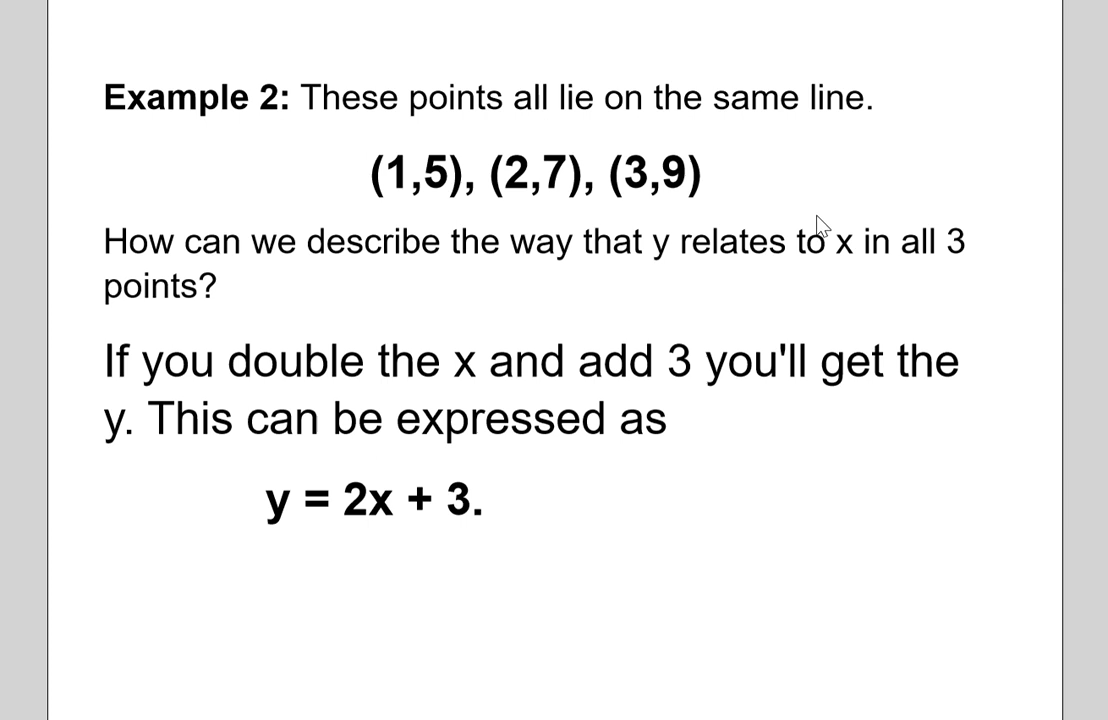 Example 2: These points all lie on the same line.
(1,5), (2,7), (3,9)
How can we describe the way that y relates to x in all 3
points?
If you double the x and add 3 you'll get the
y. This can be expressed as
y = 2x + 3.